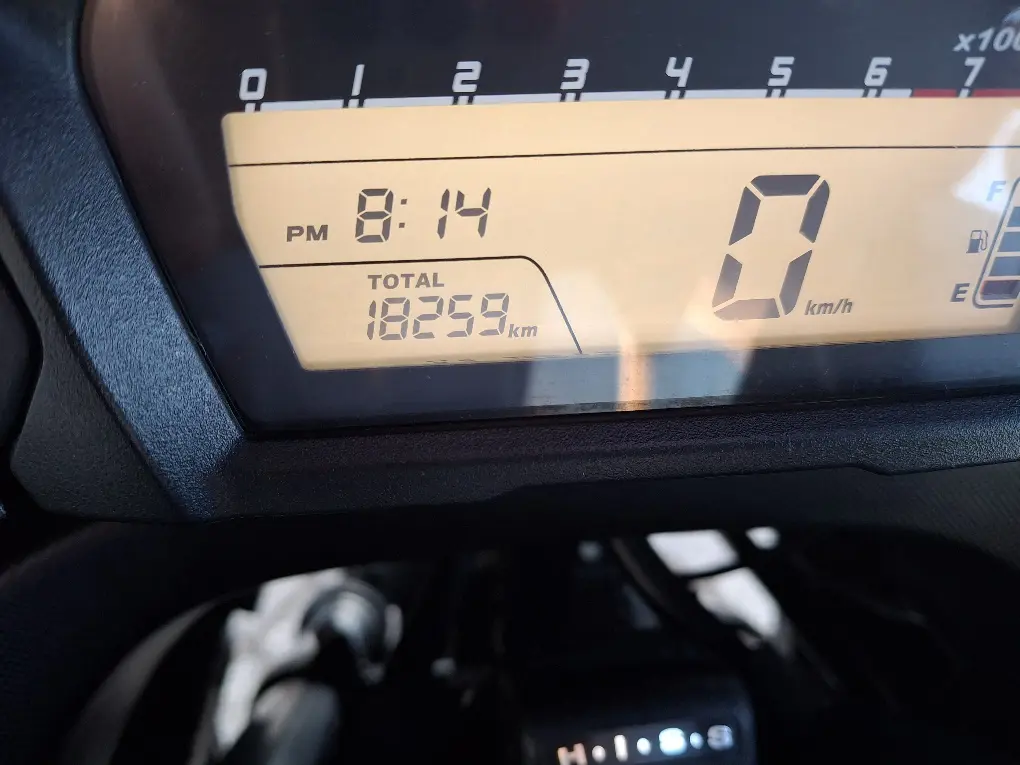 x100
0 1 2 3 4 5 6 7
PM 8:14
0 km/h
F
E
TOTAL
18259 km
H·I·S·S